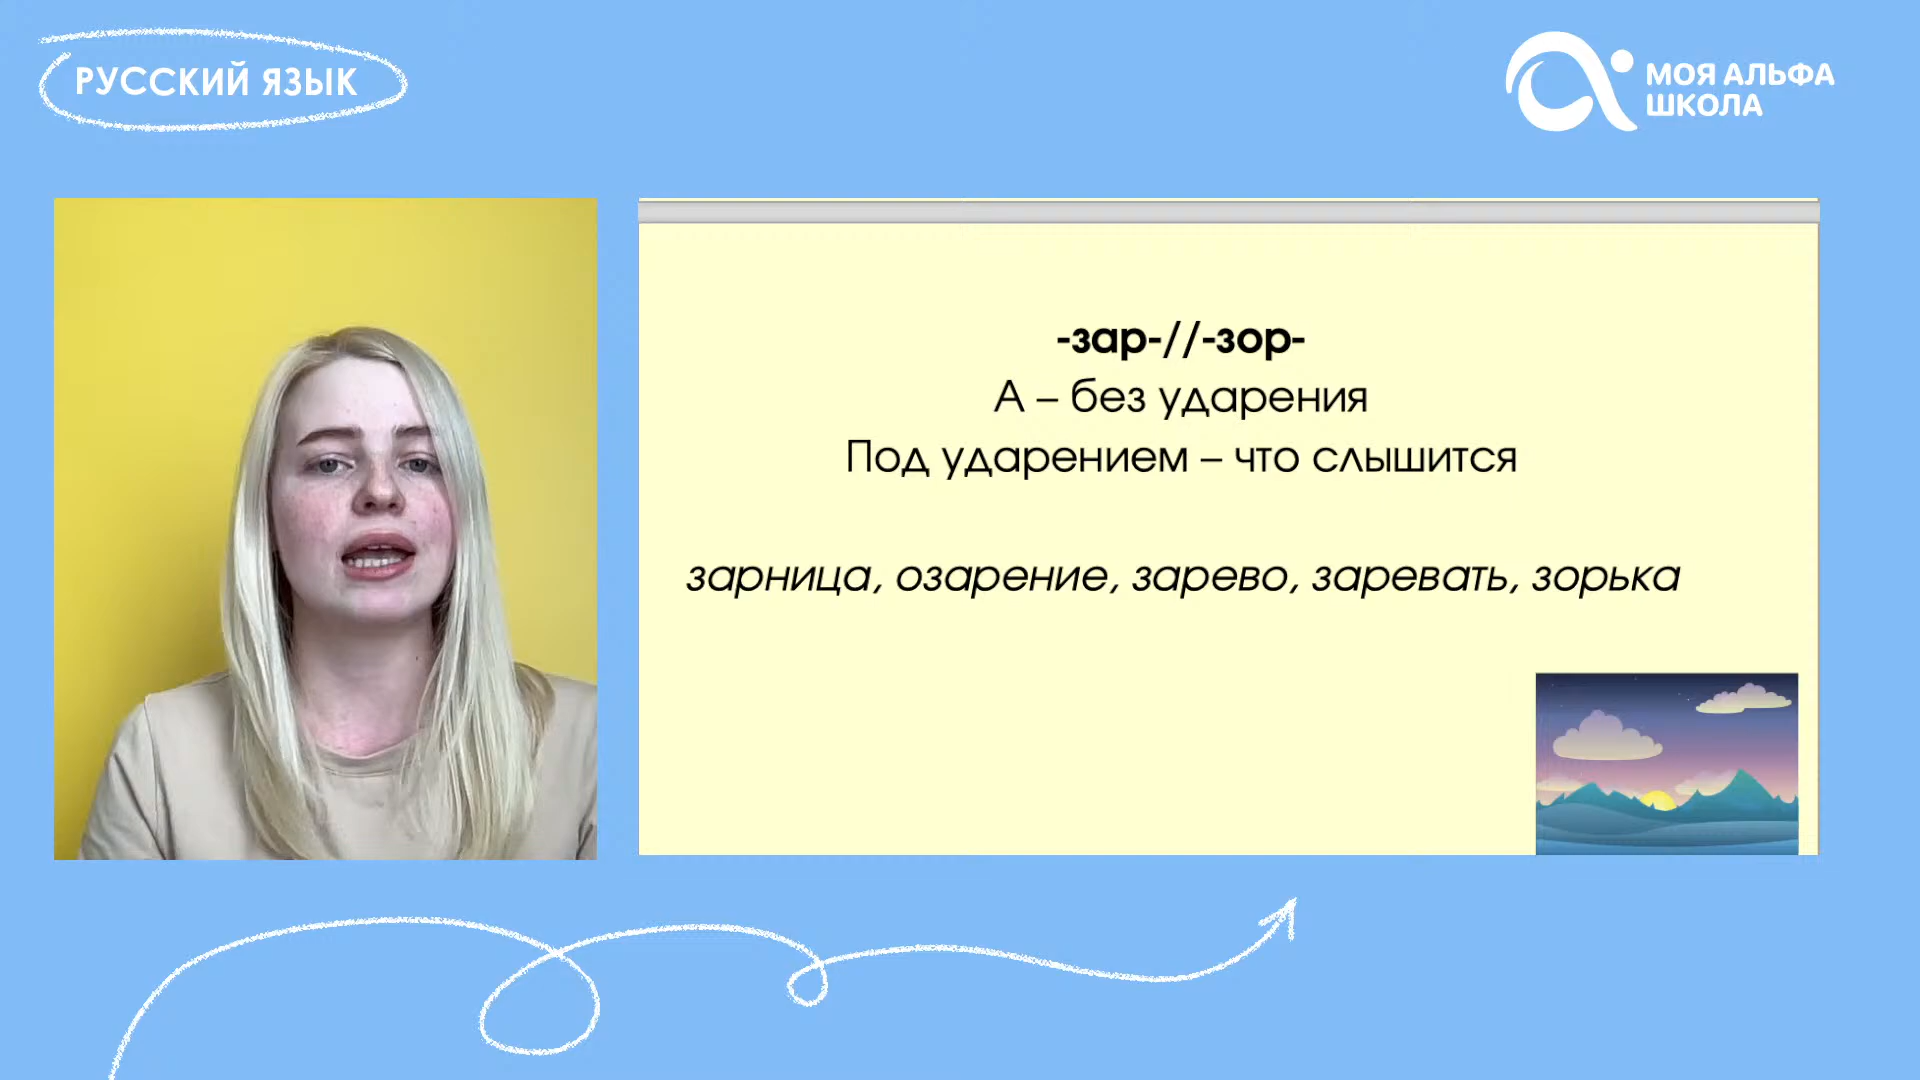 РУССКИЙ ЯЗЫК
МОЯ АЛЬФА
ШКОЛА
-зар-//-зор-
А – без ударения
Под ударением – что слышится
зарница, озарение, зарево, заревать, зорька